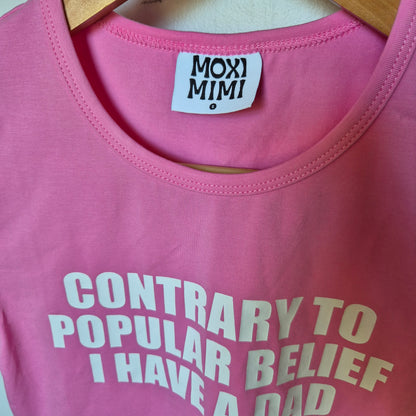 MOXI
MIMI
CONTRARY TO
POPULAR BELIEF
I HAVE A DAD